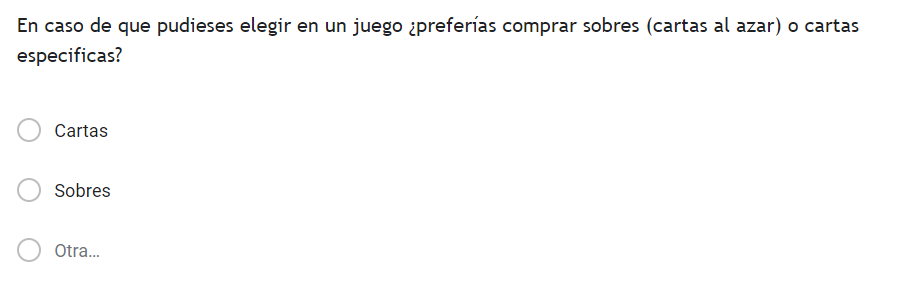 En caso de que pudieses elegir en un juego ¿preferías comprar sobres (cartas al azar) o cartas
especificas?
Cartas
Sobres
Otra...